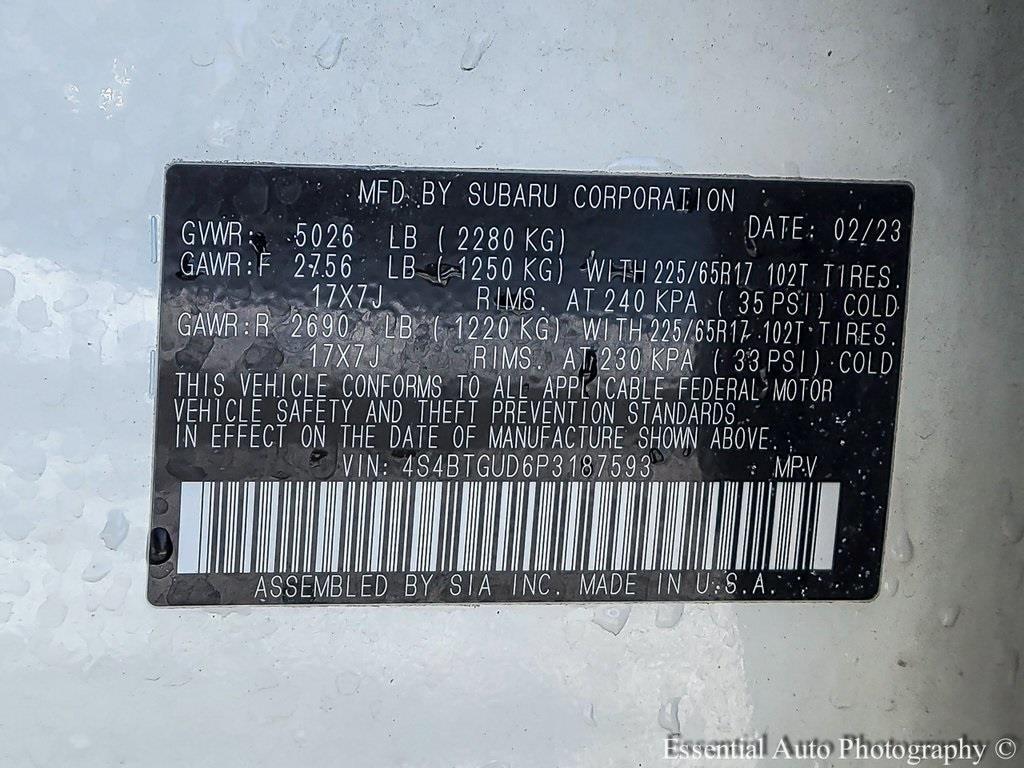 MFD. BY SUBARU CORPORATION
DATE: 02/23
GVWR: 5026 LB ( 2280 KG)
GAWR:F 2756 LB ( 1250 KG) WITH 225/65R17 102T TIRES.
17X7J RIMS. AT 240 KPA ( 35 PSI) COLD
GAWR:R 2690 LB ( 1220 KG) WITH 225/65R17 102T TIRES.
17X7J RIMS. AT 230 KPA ( 33 PSI) COLD
THIS VEHICLE CONFORMS TO ALL APPLICABLE FEDERAL MOTOR
VEHICLE SAFETY AND THEFT PREVENTION STANDARDS
IN EFFECT ON THE DATE OF MANUFACTURE SHOWN ABOVE.
VIN: 4S4BTGUD6P3187593 MPV
ASSEMBLED BY SIA INC. MADE IN U.S.A.
Essential Auto Photography ©